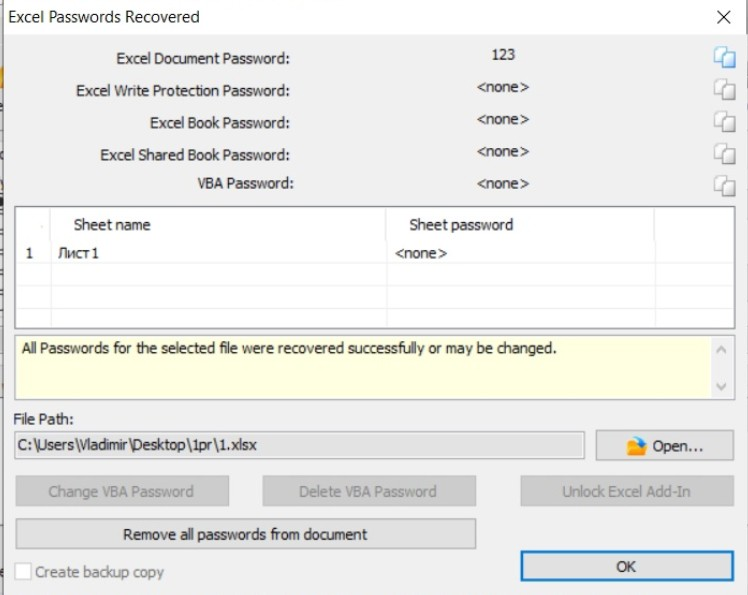 Excel Passwords Recovered
Excel Document Password: 123
Excel Write Protection Password: <none>
Excel Book Password: <none>
Excel Shared Book Password: <none>
VBA Password: <none>
Sheet name Sheet password
1 Лист1 <none>
All Passwords for the selected file were recovered successfully or may be changed.
File Path:
C:\Users\Vladimir\Desktop\1pr\1.xlsx Open...
Change VBA Password Delete VBA Password Unlock Excel Add-In
Remove all passwords from document
OK
Create backup copy